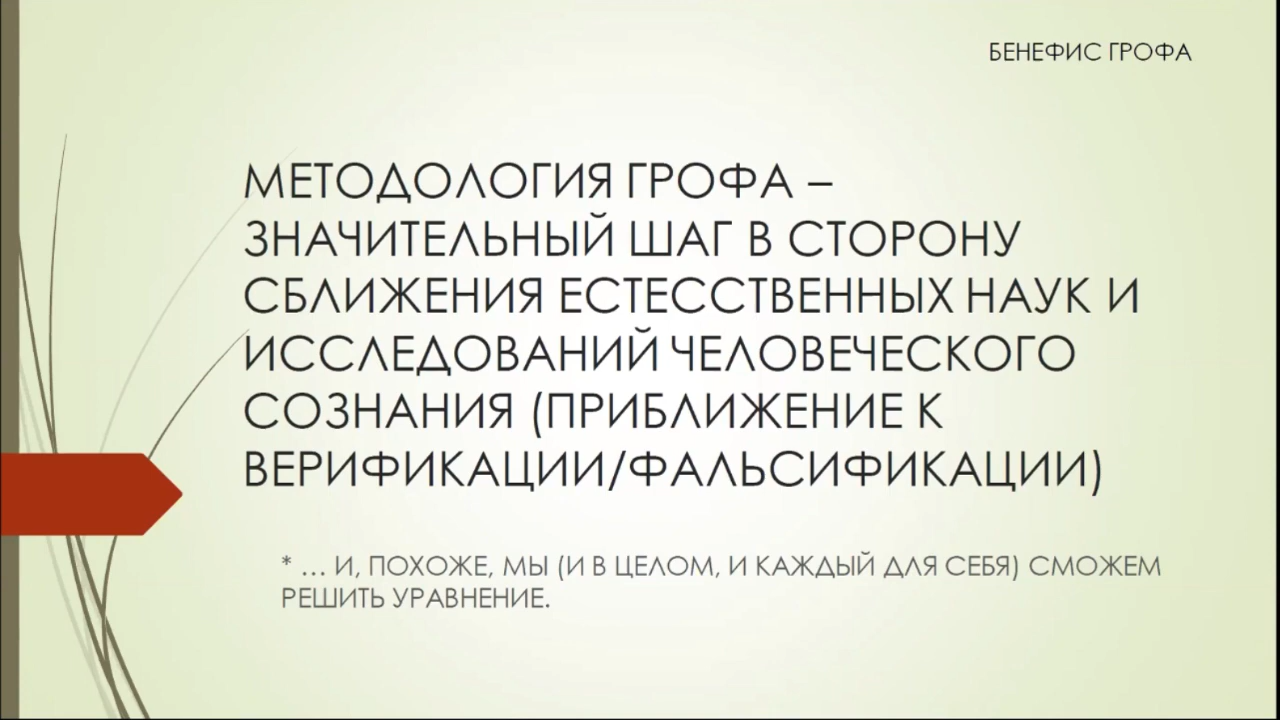 БЕНЕФИС ГРОФА
МЕТОДОЛОГИЯ ГРОФА –
ЗНАЧИТЕЛЬНЫЙ ШАГ В СТОРОНУ
СБЛИЖЕНИЯ ЕСТЕССТВЕННЫХ НАУК И
ИССЛЕДОВАНИЙ ЧЕЛОВЕЧЕСКОГО
СОЗНАНИЯ (ПРИБЛИЖЕНИЕ К
ВЕРИФИКАЦИИ/ФАЛЬСИФИКАЦИИ)
* ... И, ПОХОЖЕ, МЫ (И В ЦЕЛОМ, И КАЖДЫЙ ДЛЯ СЕБЯ) СМОЖЕМ
РЕШИТЬ УРАВНЕНИЕ.